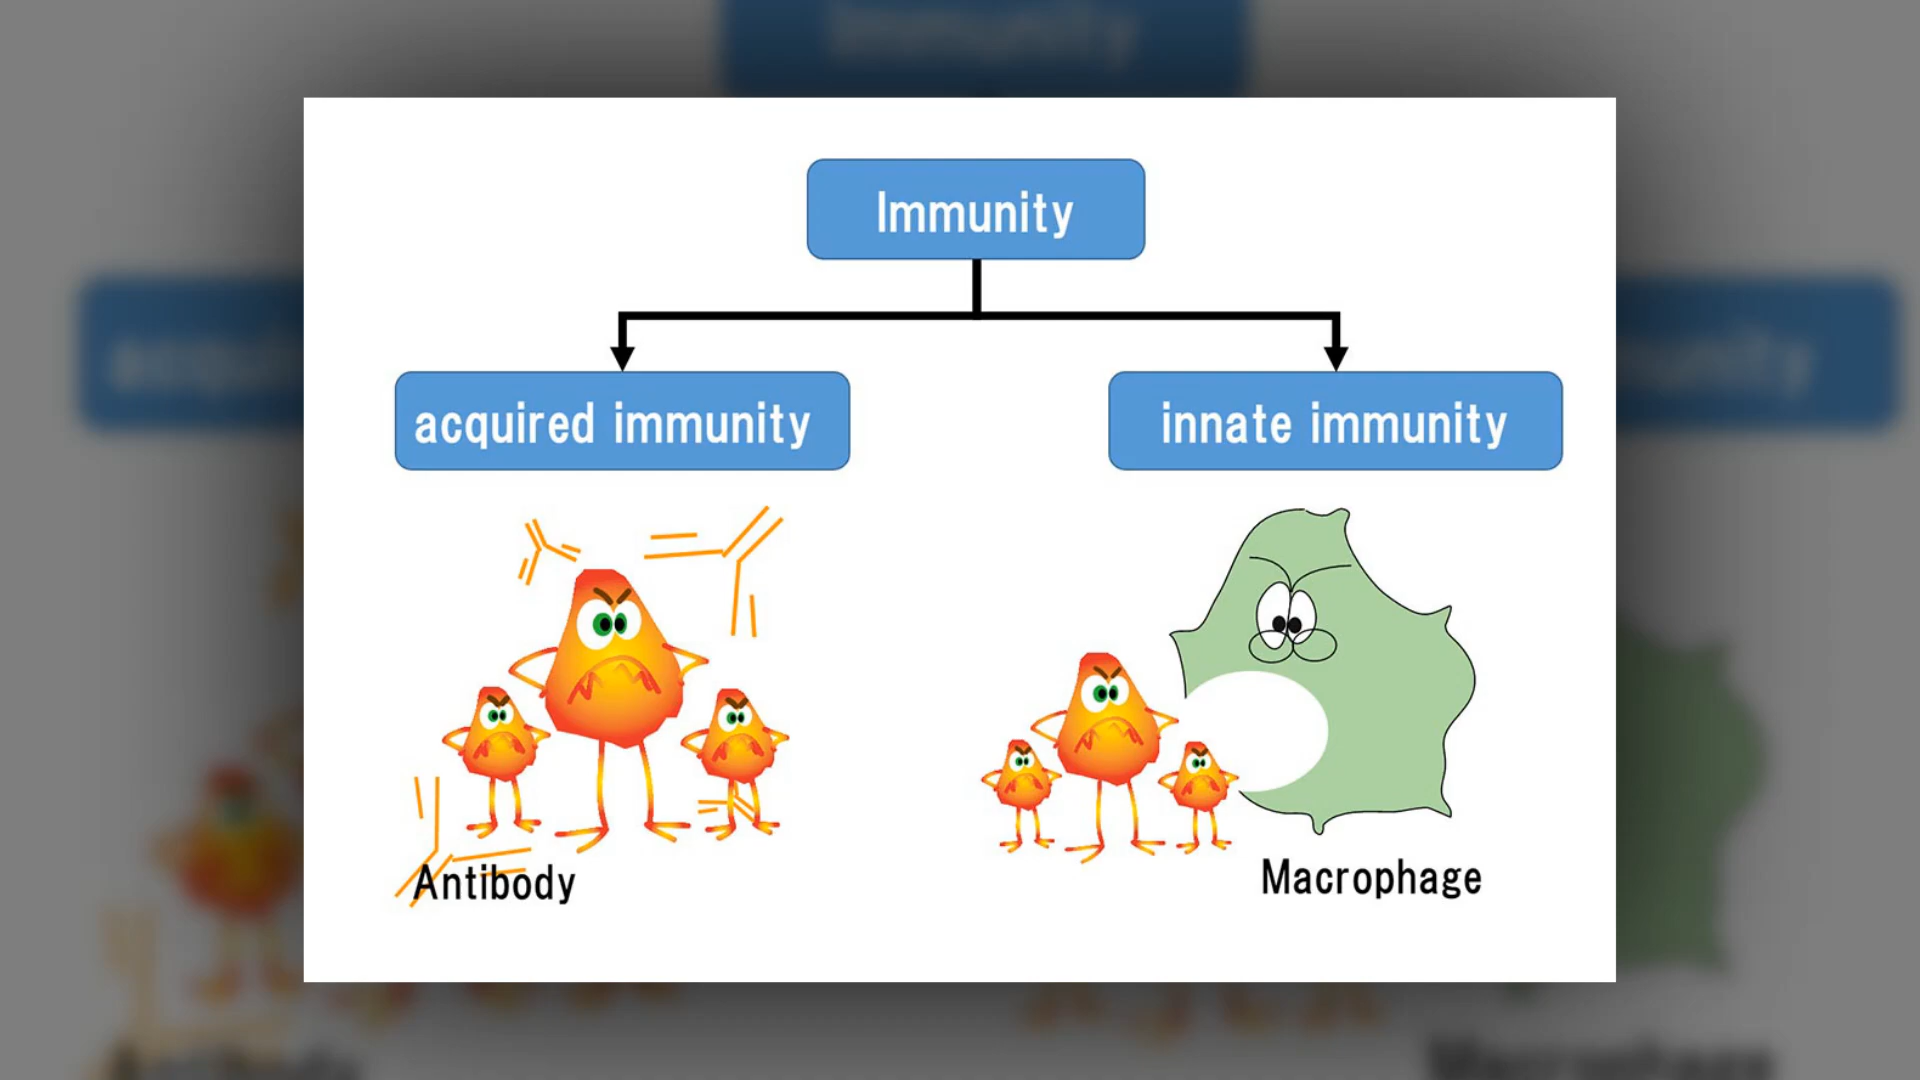 Immunity
acquired immunity
innate immunity
Antibody
Macrophage